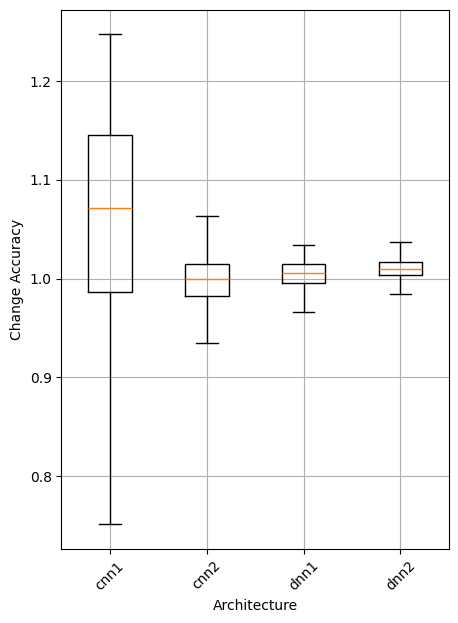 Change Accuracy
1.2
1.1
1.0
0.9
0.8
cnn1
cnn2
dnn1
dnn2
Architecture